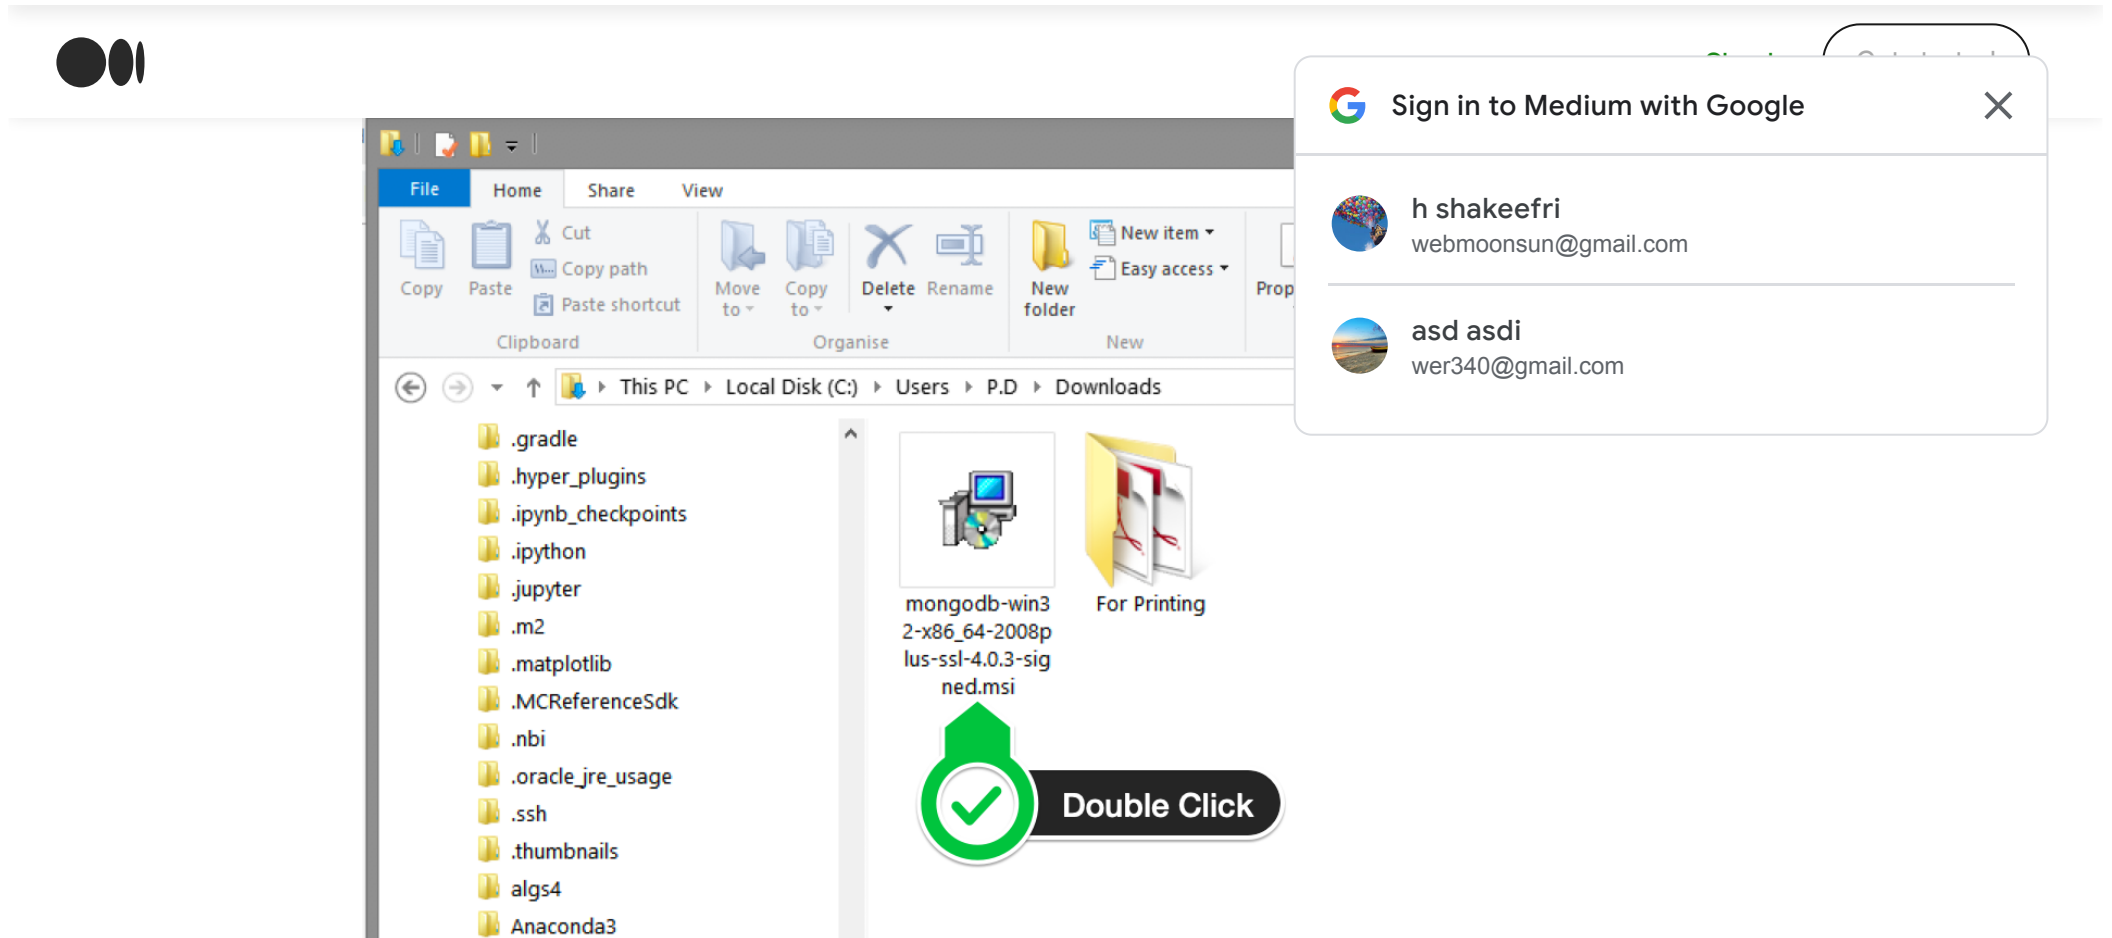 Sign in to Medium with Google
h shakeefri
webmoonsun@gmail.com
asd asdi
wer340@gmail.com
File Home Share View
Copy
Paste
Cut
Copy path
Paste shortcut
Clipboard
Move to
Copy to
Delete
Rename
Organise
New folder
New item
Easy access
New
This PC Local Disk (C:) Users P.D Downloads
.gradle
.hyper_plugins
.ipynb_checkpoints
.ipython
.jupyter
.m2
.matplotlib
.MCReferenceSdk
.nbi
.oracle_jre_usage
.ssh
.thumbnails
algs4
Anaconda3
mongodb-win3
2-x86_64-2008p
lus-ssl-4.0.3-sig
ned.msi
For Printing
Double Click